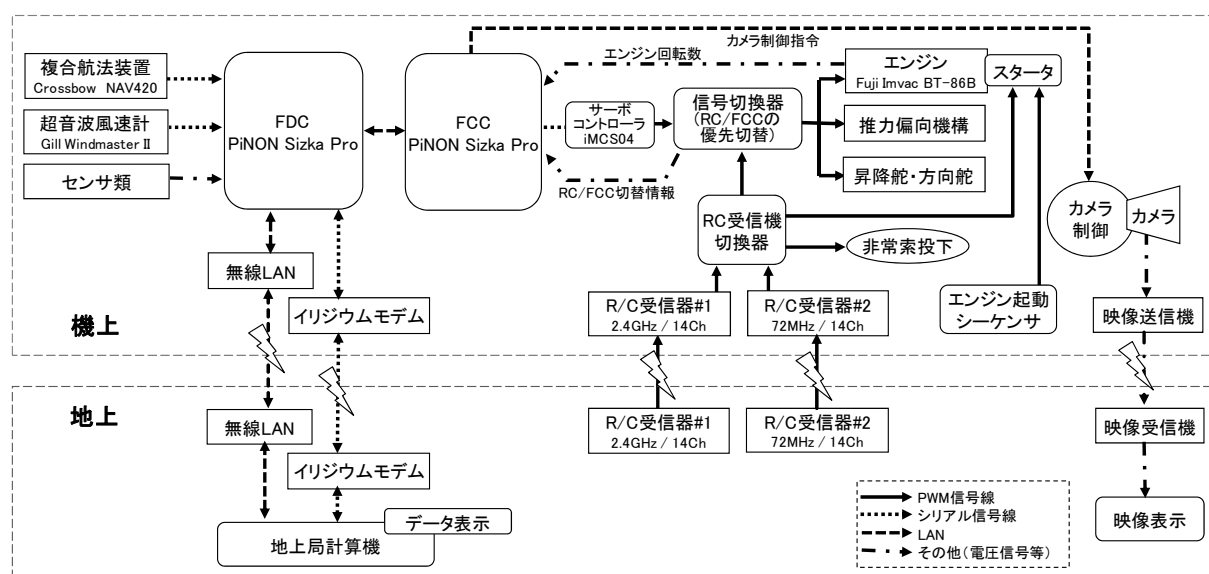 カメラ制御指令
エンジン回転数
複合航法装置
Crossbow NAV420
超音波風速計
Gill Windmaster II
センサ類
FDC
PiNON Sizka Pro
FCC
PiNON Sizka Pro
サーボ
コントローラ
iMCS04
信号切換器
(RC/FCCの
優先切替)
RC/FCC切替情報
エンジン
Fuji Imvac BT-86B
スタータ
推力偏向機構
昇降舵・方向舵
RC受信機
切換器
非常索投下
カメラ
制御
カメラ
無線LAN
イリジウムモデム
R/C受信器#1
2.4GHz / 14Ch
R/C受信器#2
72MHz / 14Ch
エンジン起動
シーケンサ
映像送信機
機上
地上
無線LAN
イリジウムモデム
R/C受信器#1
2.4GHz / 14Ch
R/C受信器#2
72MHz / 14Ch
映像受信機
データ表示
地上局計算機
PWM信号線
シリアル信号線
LAN
その他(電圧信号等)
映像表示